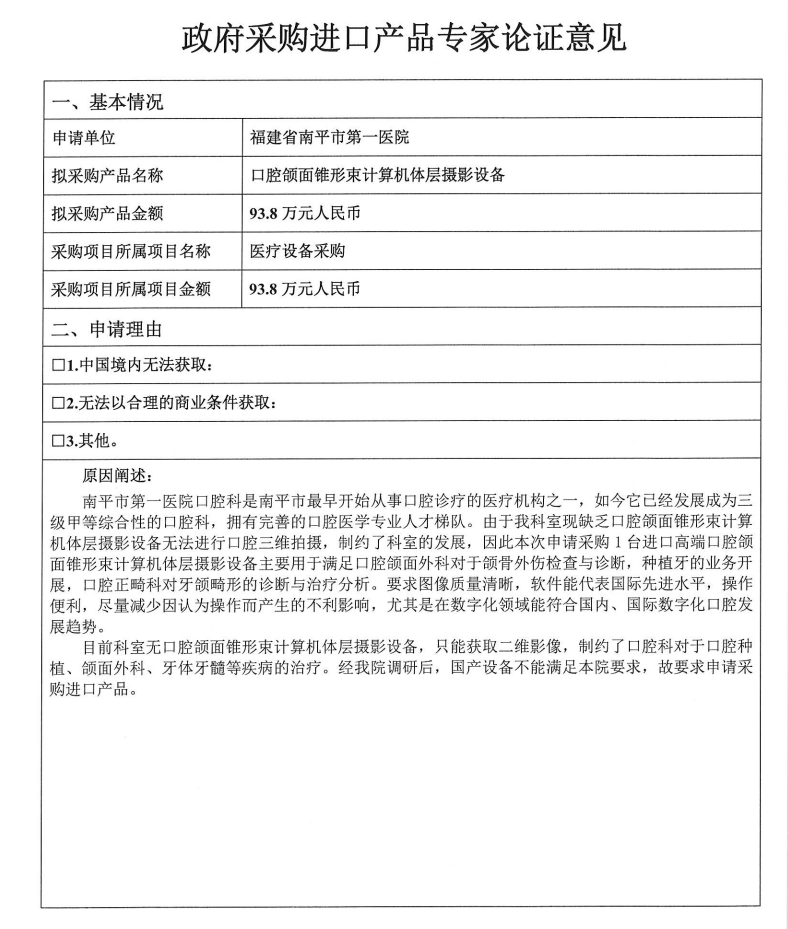 政府采购进口产品专家论证意见
一、基本情况
申请单位
福建省南平市第一医院
拟采购产品名称
口腔颌面锥形束计算机体层摄影设备
拟采购产品金额
93.8 万元人民币
采购项目所属项目名称
医疗设备采购
采购项目所属项目金额
93.8 万元人民币
二、申请理由
□1.中国境内无法获取：
□2.无法以合理的商业条件获取：
□3.其他。
原因阐述：
南平市第一医院口腔科是南平市最早开始从事口腔诊疗的医疗机构之一，如今它已经发展成为三
级甲等综合性的口腔科，拥有完善的口腔医学专业人才梯队。由于我科室现缺乏口腔颌面锥形束计算
机体层摄影设备无法进行口腔三维拍摄，制约了科室的发展，因此本次申请采购 1 台进口高端口腔颌
面锥形束计算机体层摄影设备主要用于满足口腔颌面外科对于颌骨外伤检查与诊断，种植牙的业务开
展，口腔正畸科对牙颌畸形的诊断与治疗分析。要求图像质量清晰，软件能代表国际先进水平，操作
便利，尽量减少因认为操作而产生的不利影响，尤其是在数字化领域能符合国内、国际数字化口腔发
展趋势。
目前科室无口腔颌面锥形束计算机体层摄影设备，只能获取二维影像，制约了口腔科对于口腔种
植、颌面外科、牙体牙髓等疾病的治疗。经我院调研后，国产设备不能满足本院要求，故要求申请采
购进口产品。